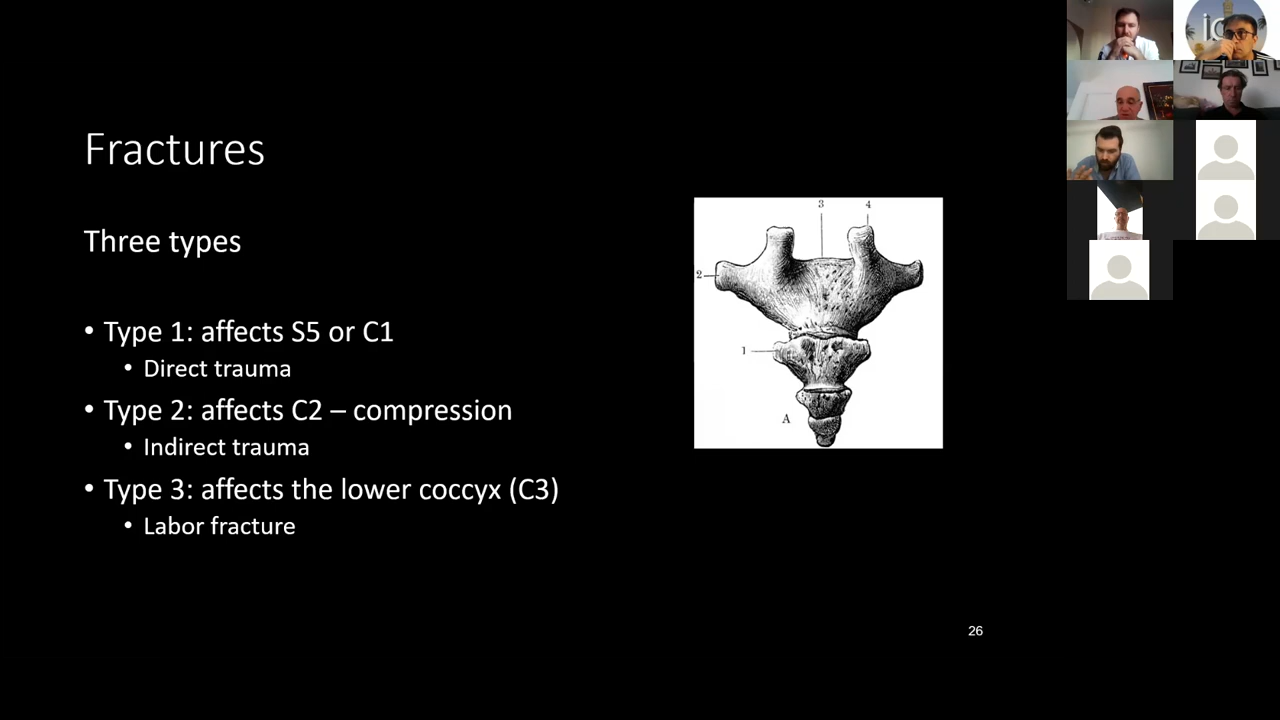 Fractures
Three types
• Type 1: affects S5 or C1
• Direct trauma
• Type 2: affects C2 – compression
• Indirect trauma
• Type 3: affects the lower coccyx (C3)
• Labor fracture
3
4
2
1
A
26